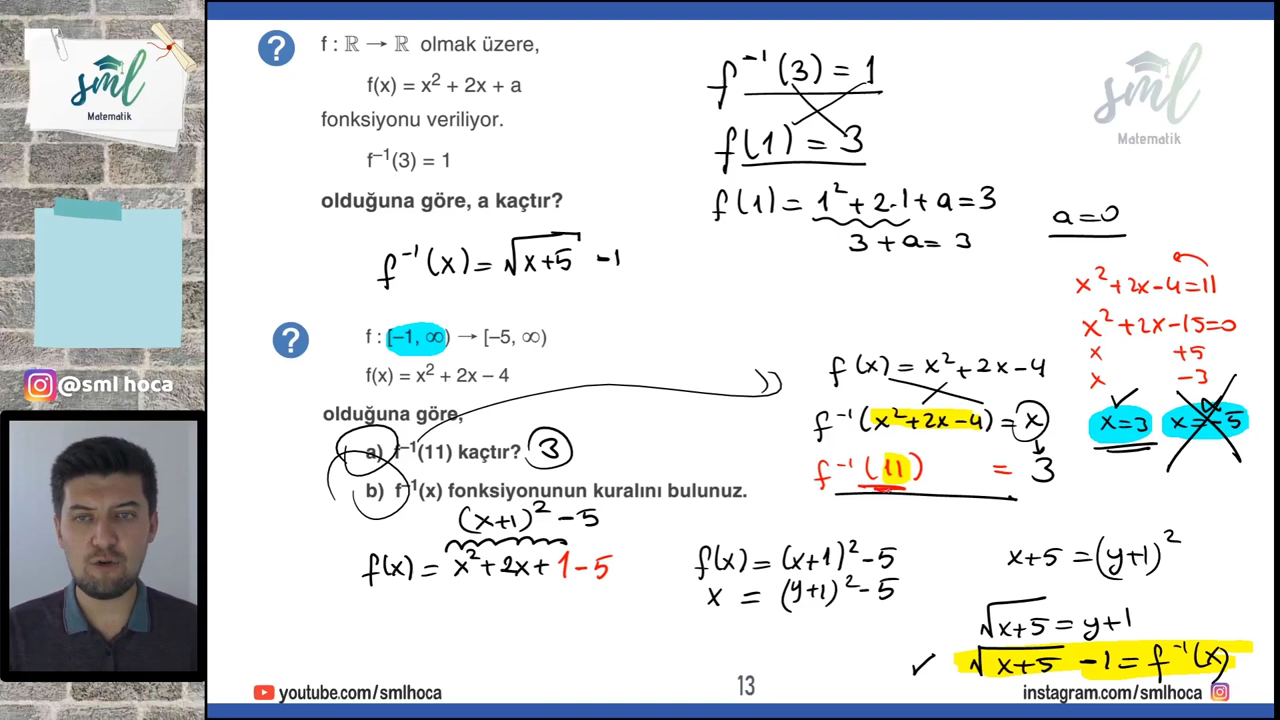 sml
Matematik
@sml hoca
?
f : ℝ → ℝ olmak üzere,
f(x) = x² + 2x + a
fonksiyonu veriliyor.
f⁻¹(3) = 1
olduğuna göre, a kaçtır?
f⁻¹(x) = √(x+5) -1
f⁻¹(3) = 1
f(1) = 3
f(1) = 1² + 2.1 + a = 3
3 + a = 3
a = 0
sml
Matematik
?
f : [–1, ∞) → [–5, ∞)
f(x) = x² + 2x – 4
olduğuna göre,
a) f⁻¹(11) kaçtır? 3
b) f⁻¹(x) fonksiyonunun kuralını bulunuz.
(x+1)² - 5
f(x) = x² + 2x + 1 - 5
f(x) = x² + 2x - 4
f⁻¹(x² + 2x - 4) = x
f⁻¹(11) = 3
x² + 2x - 4 = 11
x² + 2x - 15 = 0
x +5
x -3
x = 3 x = -5
f(x) = (x+1)² - 5
x = (y+1)² - 5
x+5 = (y+1)²
√(x+5) = y+1
√(x+5) - 1 = f⁻¹(x)
youtube.com/smlhoca
13
instagram.com/smlhoca